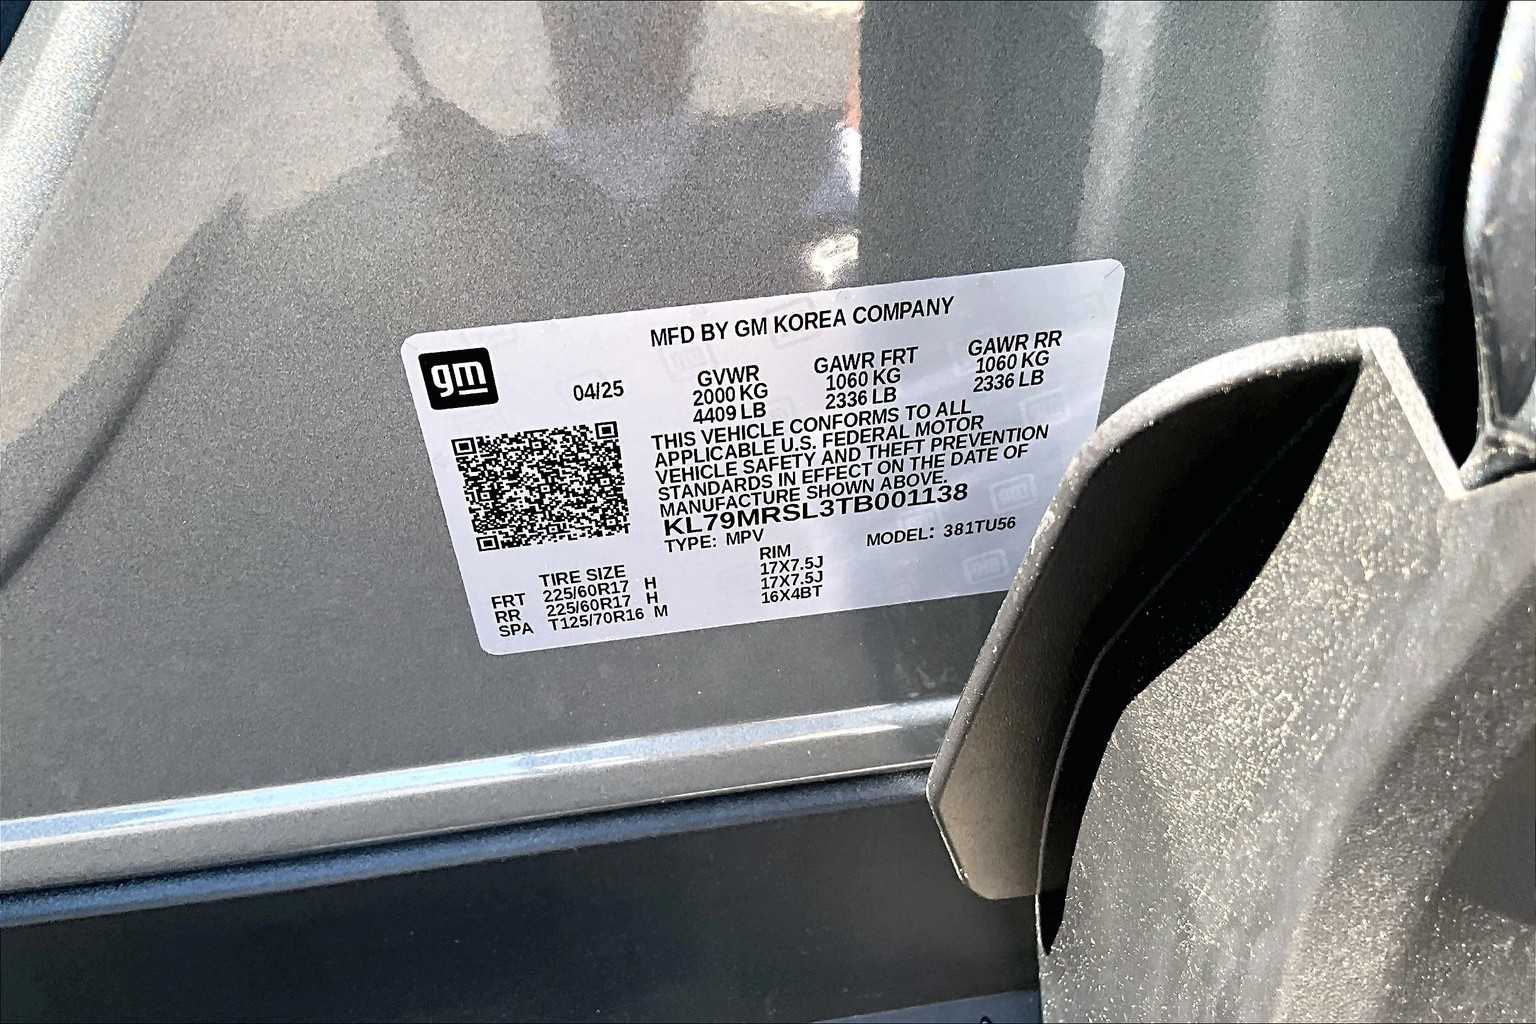 MFD BY GM KOREA COMPANY
gm
04/25
GVWR
2000 KG
4409 LB
GAWR FRT
1060 KG
2336 LB
GAWR RR
1060 KG
2336 LB
THIS VEHICLE CONFORMS TO ALL
APPLICABLE U.S. FEDERAL MOTOR
VEHICLE SAFETY AND THEFT PREVENTION
STANDARDS IN EFFECT ON THE DATE OF
MANUFACTURE SHOWN ABOVE.
KL79MRSL3TB001138
TYPE: MPV
MODEL: 381TU56
TIRE SIZE RIM
FRT 225/60R17 H 17X7.5J
RR 225/60R17 H 17X7.5J
SPA T125/70R16 M 16X4BT